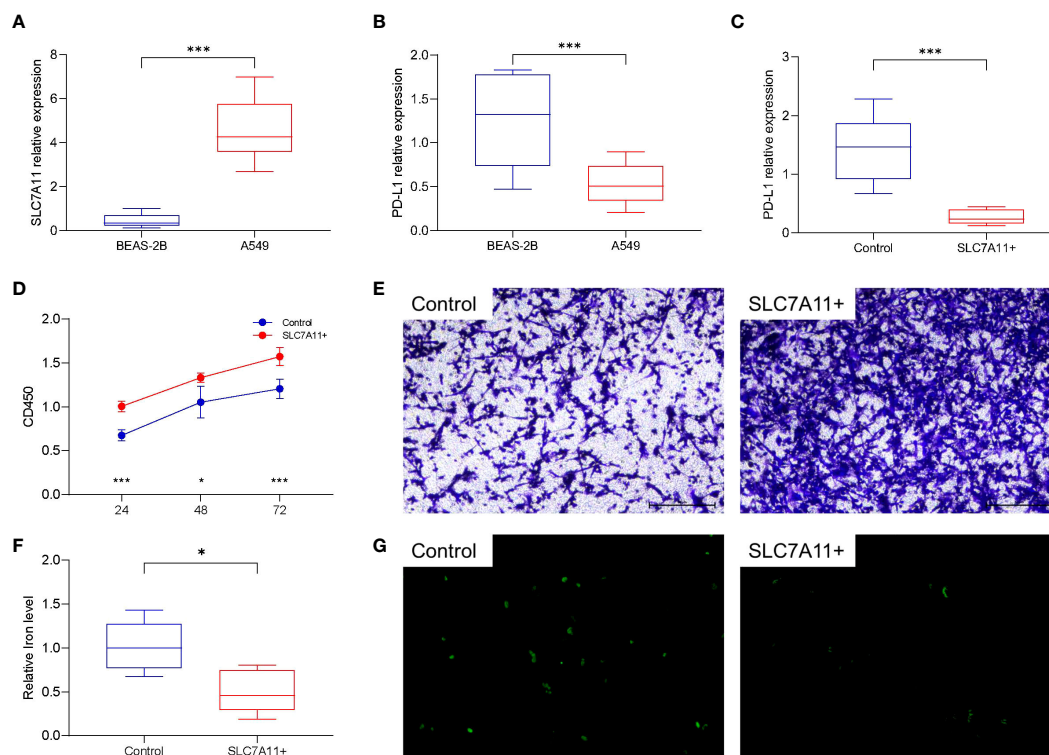 A
SLC7A11 relative expression
8
6
4
2
0
***
BEAS-2B
A549
B
PD-L1 relative expression
2.0
1.5
1.0
0.5
0.0
***
BEAS-2B
A549
C
PD-L1 relative expression
3
2
1
0
***
Control
SLC7A11+
D
CD450
2.0
1.5
1.0
0.5
0.0
Control
SLC7A11+
***
*
***
24
48
72
E
Control
SLC7A11+
F
Relative Iron level
2.0
1.5
1.0
0.5
0.0
*
Control
SLC7A11+
G
Control
SLC7A11+